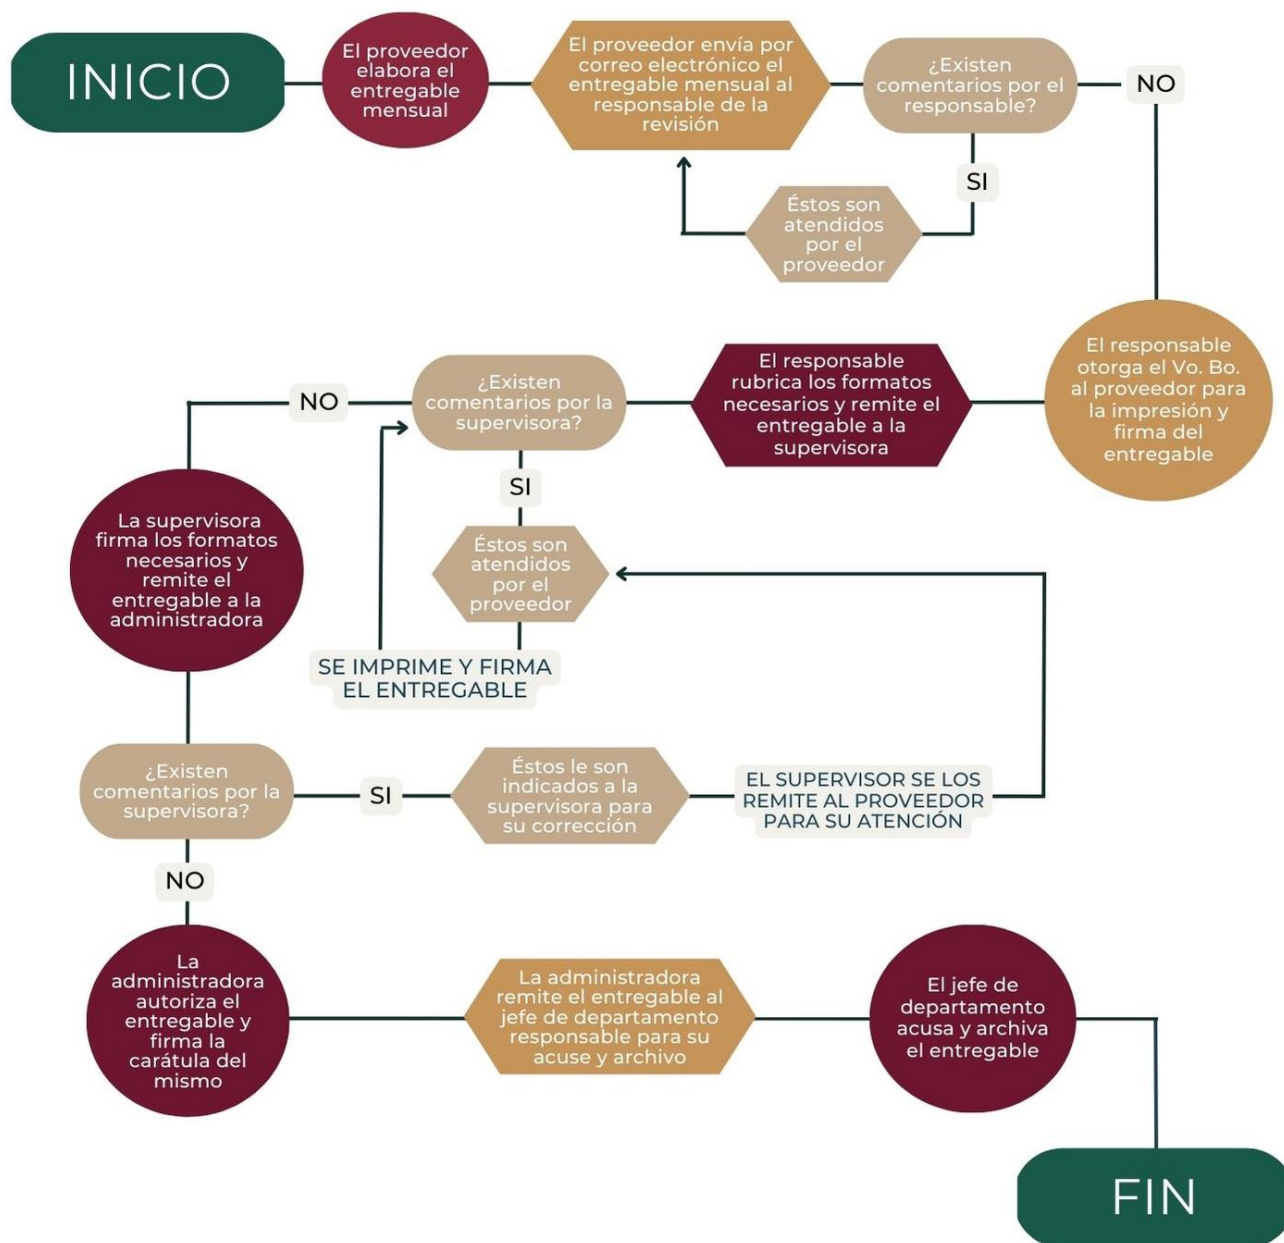 INICIO
El proveedor
elabora el
entregable
mensual
El proveedor envía por
correo electrónico el
entregable mensual al
responsable de la
revisión
¿Existen
comentarios por el
responsable?
NO
SI
Éstos son
atendidos
por el
proveedor
El responsable
otorga el Vo. Bo.
al proveedor para
la impresión y
firma del
entregable
El responsable
rubrica los formatos
necesarios y remite el
entregable a la
supervisora
¿Existen
comentarios por la
supervisora?
NO
SI
Éstos son
atendidos
por el
proveedor
SE IMPRIME Y FIRMA
EL ENTREGABLE
La supervisora
firma los formatos
necesarios y
remite el
entregable a la
administradora
¿Existen
comentarios por la
supervisora?
SI
Éstos le son
indicados a la
supervisora para
su corrección
EL SUPERVISOR SE LOS
REMITE AL PROVEEDOR
PARA SU ATENCIÓN
NO
La
administradora
autoriza el
entregable y
firma la
carátula del
mismo
La administradora
remite el entregable al
jefe de departamento
responsable para su
acuse y archivo
El jefe de
departamento
acusa y archiva
el entregable
FIN